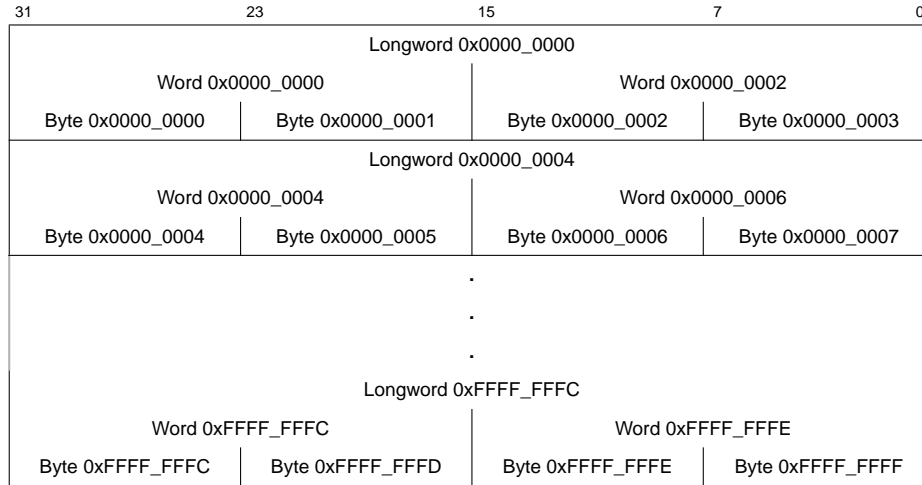 31 23 15 7 0
Longword 0x0000_0000
Word 0x0000_0000 Word 0x0000_0002
Byte 0x0000_0000 Byte 0x0000_0001 Byte 0x0000_0002 Byte 0x0000_0003
Longword 0x0000_0004
Word 0x0000_0004 Word 0x0000_0006
Byte 0x0000_0004 Byte 0x0000_0005 Byte 0x0000_0006 Byte 0x0000_0007
.
.
.
Longword 0xFFFF_FFFC
Word 0xFFFF_FFFC Word 0xFFFF_FFFE
Byte 0xFFFF_FFFC Byte 0xFFFF_FFFD Byte 0xFFFF_FFFE Byte 0xFFFF_FFFF